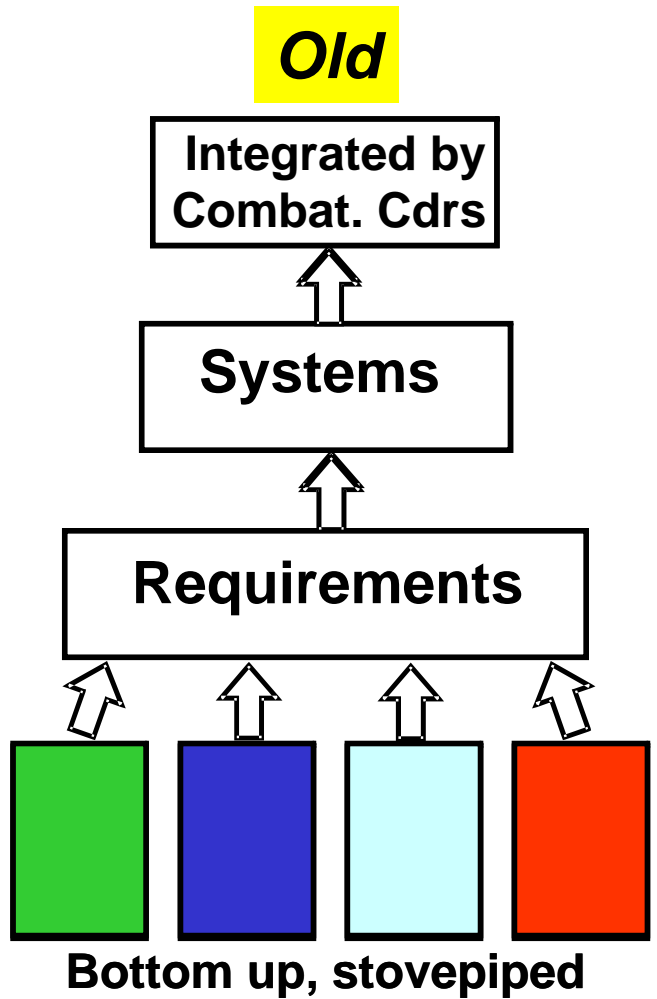 Old
Integrated by
Combat. Cdrs
Systems
Requirements
Bottom up, stovepiped